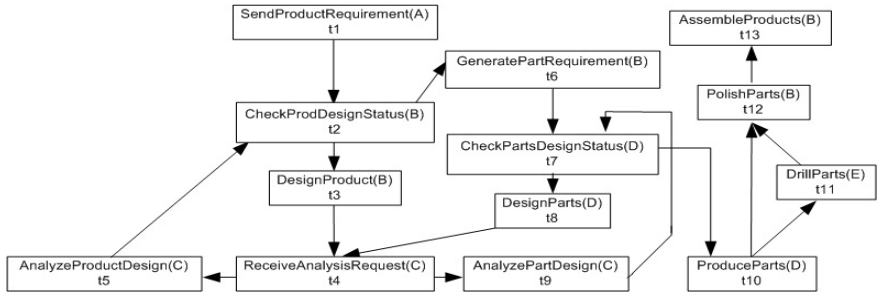 SendProductRequirement(A)
t1
AssembleProducts(B)
t13
GeneratePartRequirement(B)
t6
PolishParts(B)
t12
CheckProdDesignStatus(B)
t2
CheckPartsDesignStatus(D)
t7
DesignProduct(B)
t3
DrillParts(E)
t11
DesignParts(D)
t8
AnalyzeProductDesign(C)
t5
ReceiveAnalysisRequest(C)
t4
AnalyzePartDesign(C)
t9
ProduceParts(D)
t10